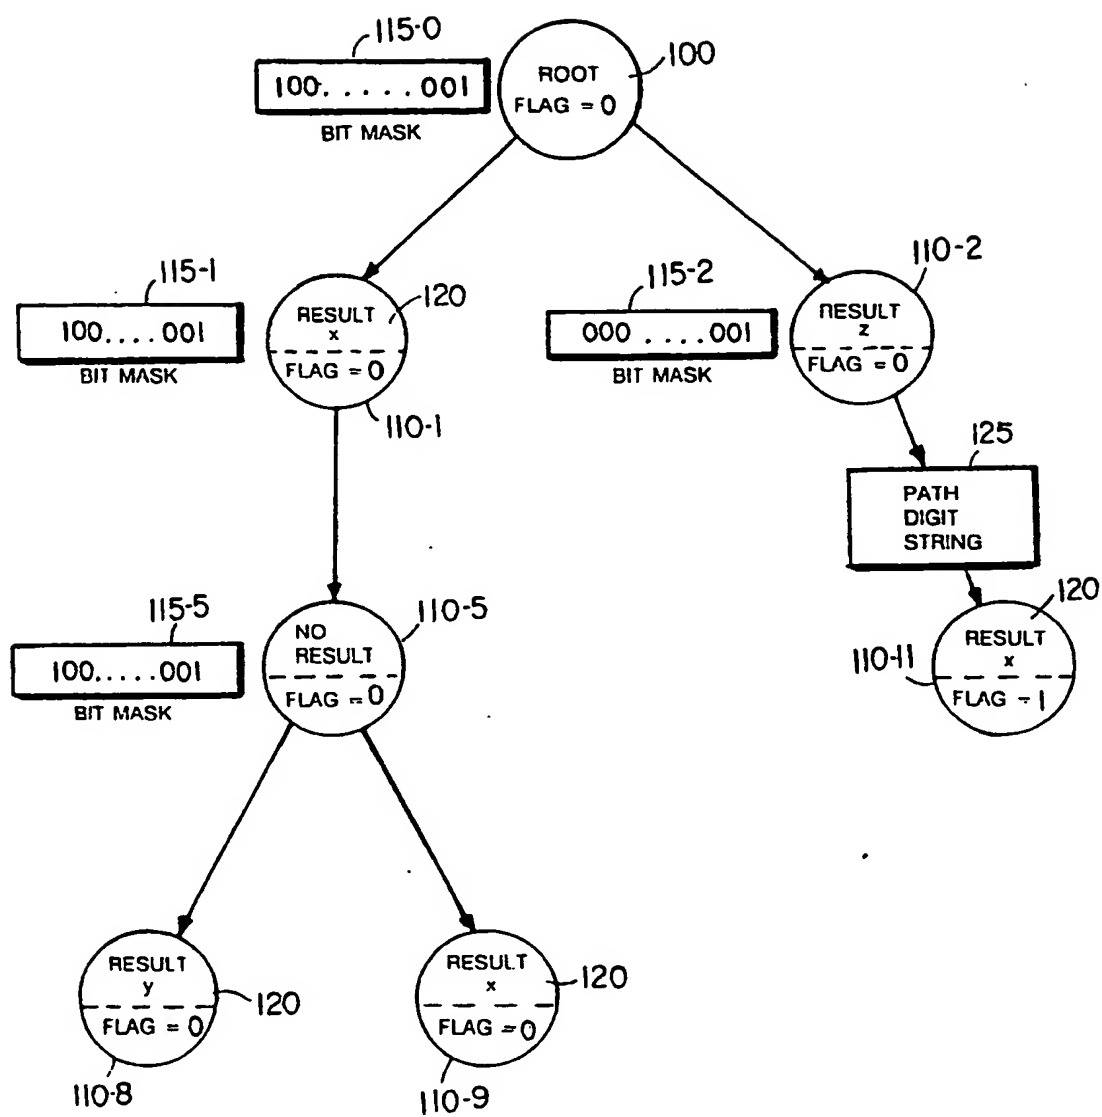 115-0
100
100.....001
ROOT
FLAG = 0
BIT MASK
115-1
120
115-2
110-2
100....001
RESULT
x
FLAG = 0
BIT MASK
110-1
000....001
BIT MASK
RESULT
z
FLAG = 0
125
PATH
DIGIT
STRING
115-5
110-5
100.....001
BIT MASK
NO
RESULT
FLAG = 0
120
110-11
RESULT
x
FLAG - 1
RESULT
y
FLAG = 0
120
110-8
RESULT
x
FLAG = 0
120
110-9